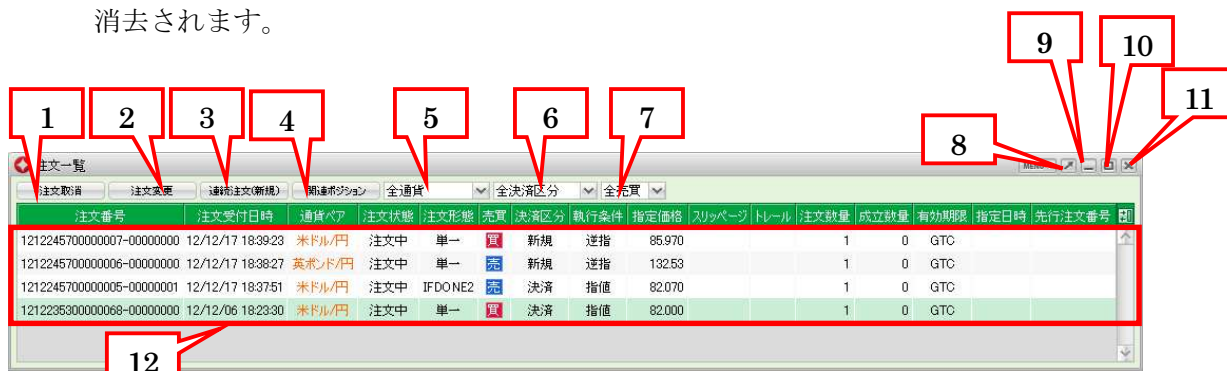 消去されます。
9 10
1 2 3 4 5 6 7 8 11
注文一覧 MENU
注文取消 注文変更 連続注文(新規) 関連ポジション 全通貨 全決済区分 全売買
注文番号 注文受付日時 通貨ペア 注文状態 注文形態 売買 決済区分 執行条件 指定価格 スリッページ トレール 注文数量 成立数量 有効期限 指定日時 先行注文番号
1212245700000007-00000000 12/12/17 18:39:23 米ドル/円 注文中 単一 買 新規 逆指 85.970 1 0 GTC
1212245700000006-00000000 12/12/17 18:38:27 英ポンド/円 注文中 単一 売 新規 逆指 132.53 1 0 GTC
1212245700000005-00000001 12/12/17 18:37:51 米ドル/円 注文中 IFDONE2 売 決済 指値 82.070 1 0 GTC
1212235300000068-00000000 12/12/06 18:23:30 米ドル/円 注文中 単一 買 決済 指値 82.000 1 0 GTC
12